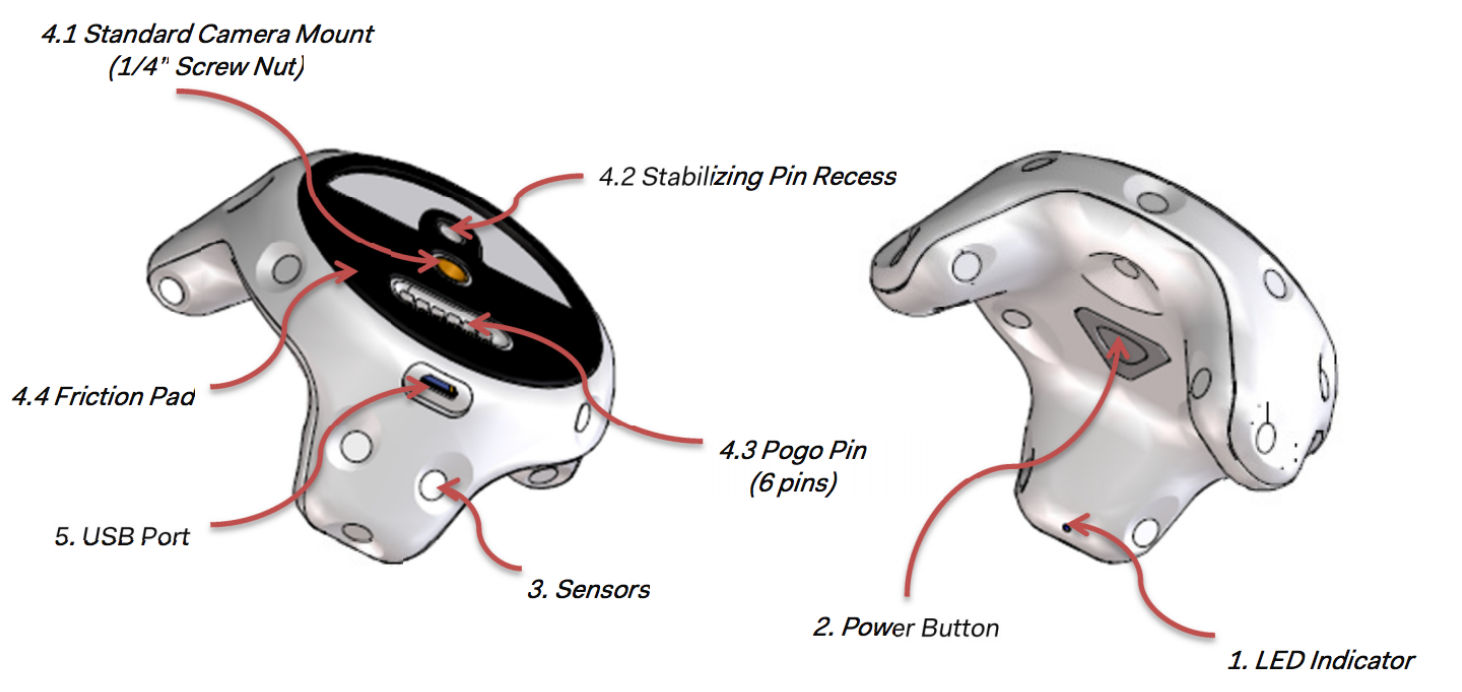 4.1 Standard Camera Mount
(1/4" Screw Nut)
4.2 Stabilizing Pin Recess
4.4 Friction Pad
4.3 Pogo Pin
(6 pins)
5. USB Port
3. Sensors
2. Power Button
1. LED Indicator